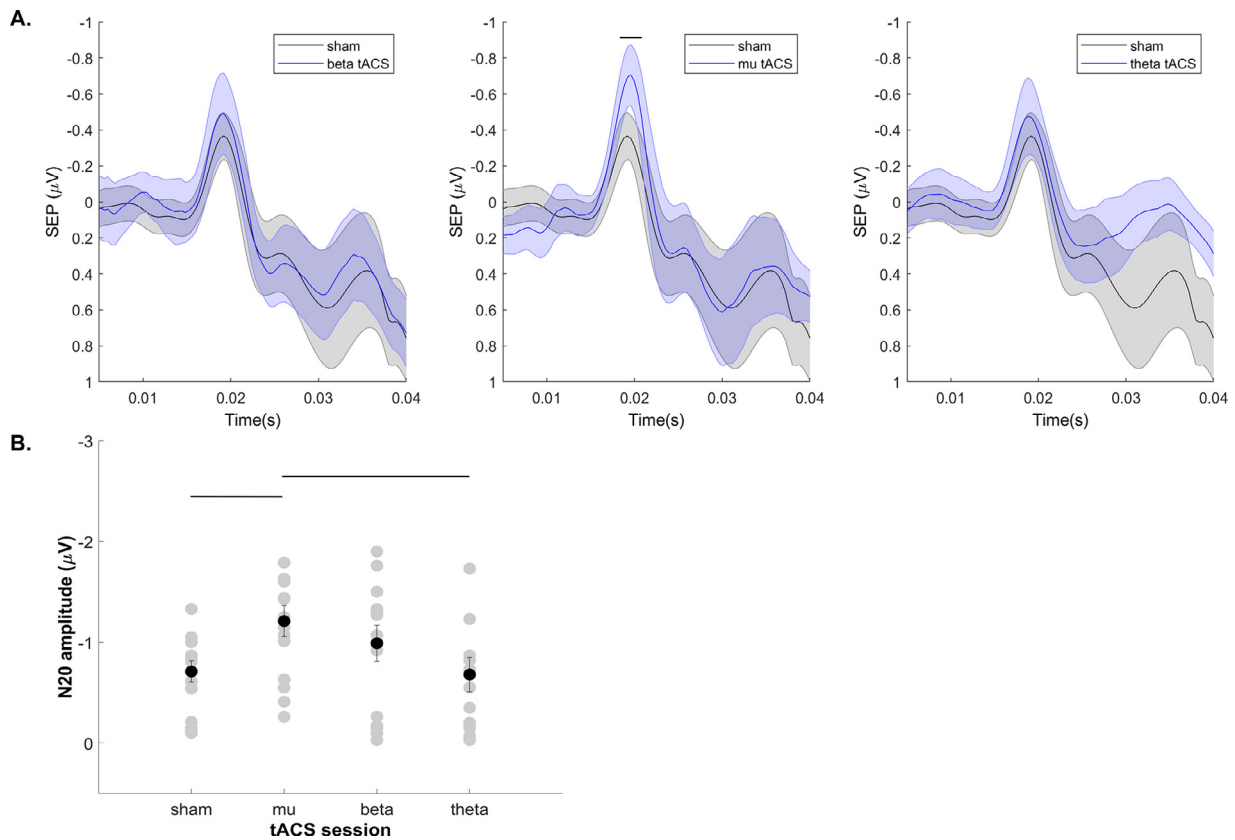 A.
-1
-0.8
-0.6
-0.4
-0.2
0
0.2
0.4
0.6
0.8
1
SEP (μV)
sham
beta tACS
0.01
0.02
0.03
0.04
Time(s)
-1
-0.8
-0.6
-0.4
-0.2
0
0.2
0.4
0.6
0.8
1
SEP (μV)
sham
mu tACS
0.01
0.02
0.03
0.04
Time(s)
-1
-0.8
-0.6
-0.4
-0.2
0
0.2
0.4
0.6
0.8
1
SEP (μV)
sham
theta tACS
0.01
0.02
0.03
0.04
Time(s)
B.
-3
-2
-1
0
N20 amplitude (μV)
sham
mu
beta
theta
tACS session